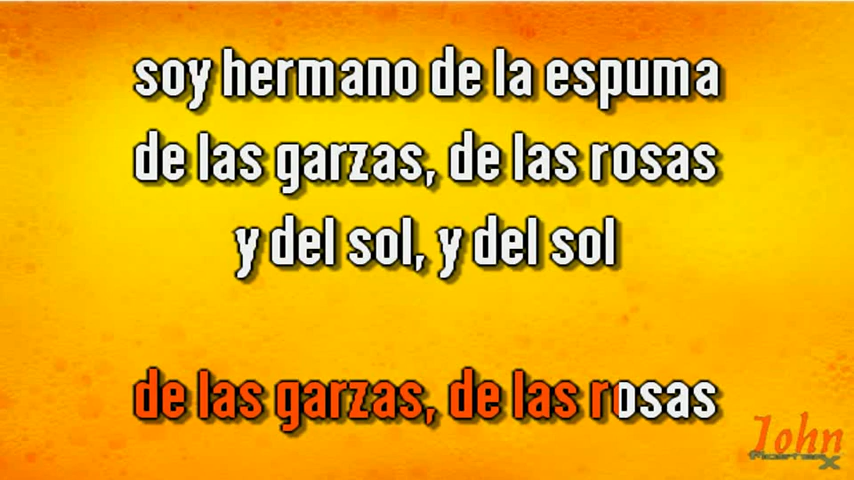 soy hermano de la espuma
de las garzas, de las rosas
y del sol, y del sol
de las garzas, de las rosas
John